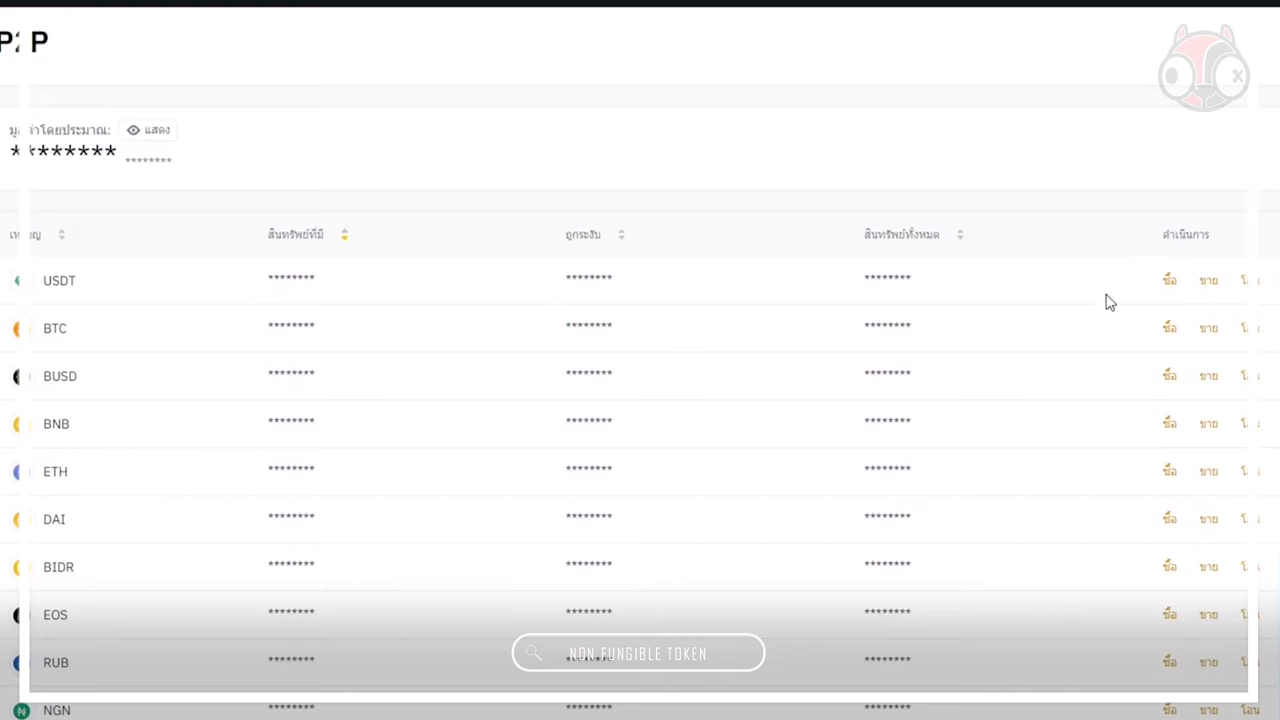 P2P
มูลค่าโดยประมาณ: แสดง
******** ********
เหรียญ สินทรัพย์ที่มี ถูกระงับ สินทรัพย์ทั้งหมด ดำเนินการ
USDT ******** ******** ******** ซื้อ ขาย
BTC ******** ******** ******** ซื้อ ขาย
BUSD ******** ******** ******** ซื้อ ขาย
BNB ******** ******** ******** ซื้อ ขาย
ETH ******** ******** ******** ซื้อ ขาย
DAI ******** ******** ******** ซื้อ ขาย
BIDR ******** ******** ******** ซื้อ ขาย
EOS ******** ******** ******** ซื้อ ขาย
RUB ******** ******** ******** ซื้อ ขาย
NON FUNGIBLE TOKEN
NGN ******** ******** ******** ซื้อ ขาย